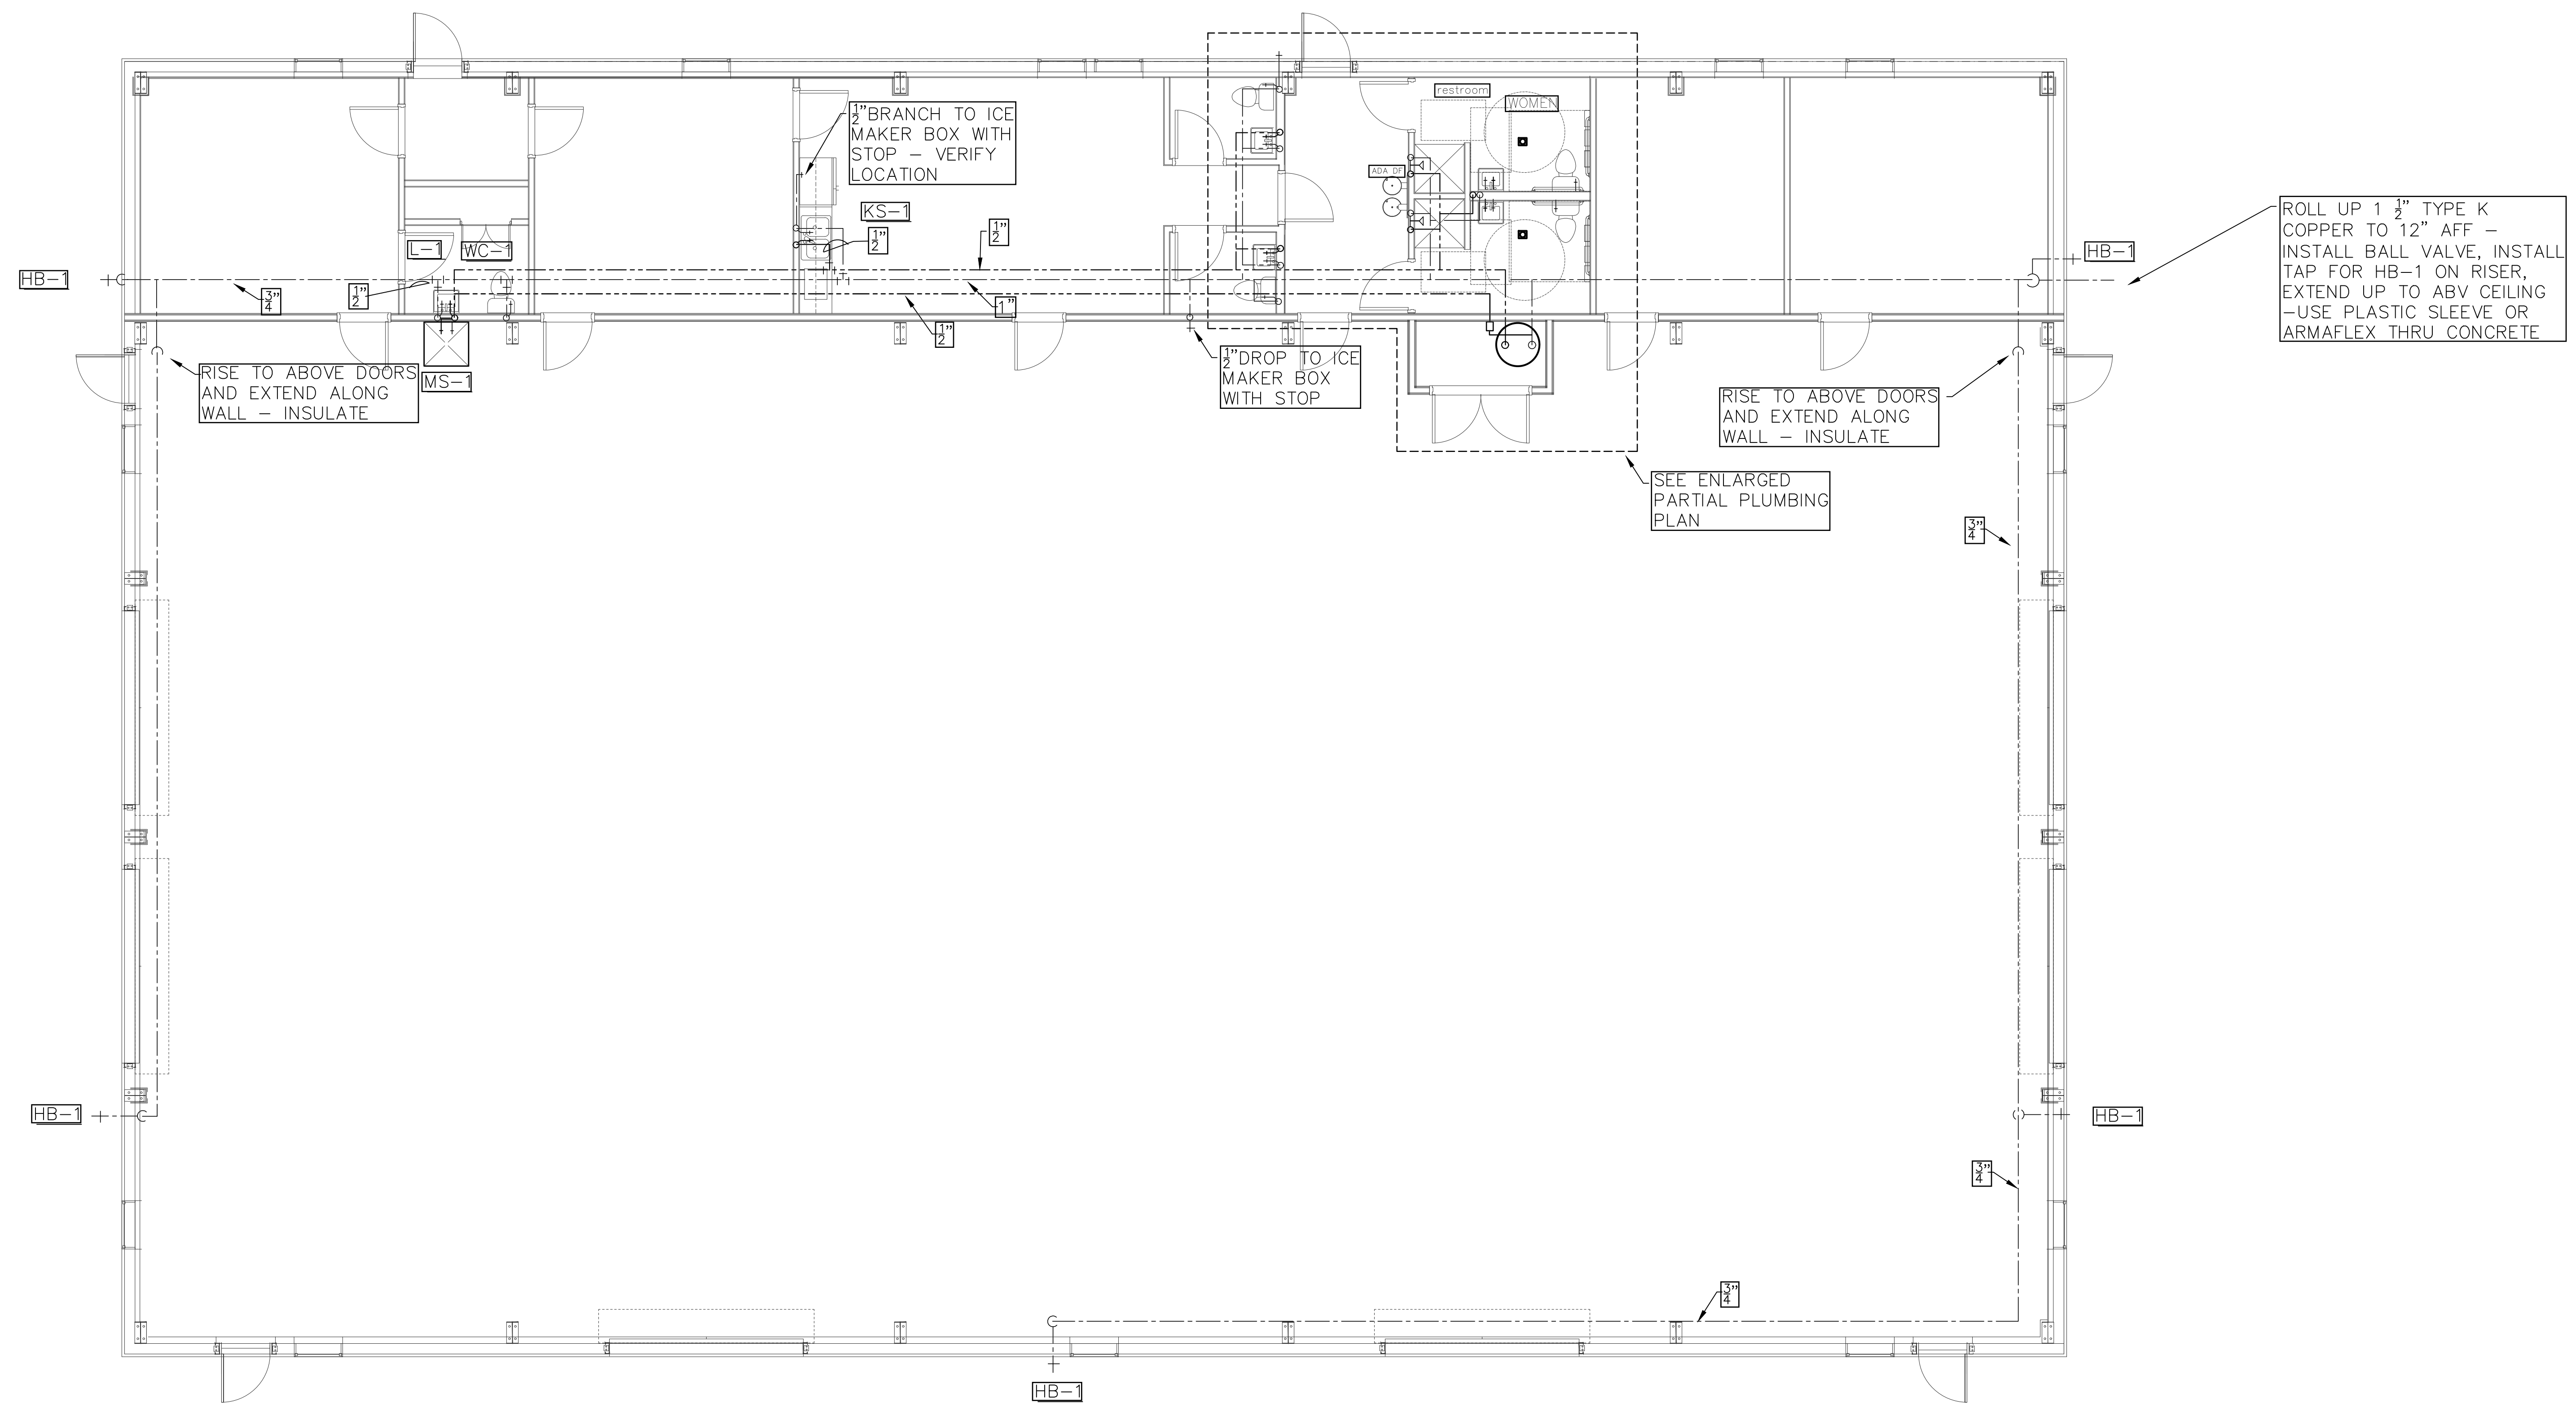 restroom
WOMEN
½" BRANCH TO ICE
MAKER BOX WITH
STOP – VERIFY
LOCATION
ADA DF
KS-1
½"
½"
L-1
WC-1
HB-1
¾"
½"
1"
½"
HB-1
ROLL UP 1 ½" TYPE K
COPPER TO 12" AFF –
INSTALL BALL VALVE, INSTALL
TAP FOR HB-1 ON RISER,
EXTEND UP TO ABV CEILING
-USE PLASTIC SLEEVE OR
ARMAFLEX THRU CONCRETE
RISE TO ABOVE DOORS
AND EXTEND ALONG
WALL – INSULATE
MS-1
½" DROP TO ICE
MAKER BOX
WITH STOP
RISE TO ABOVE DOORS
AND EXTEND ALONG
WALL – INSULATE
SEE ENLARGED
PARTIAL PLUMBING
PLAN
¾"
HB-1
HB-1
¾"
¾"
HB-1